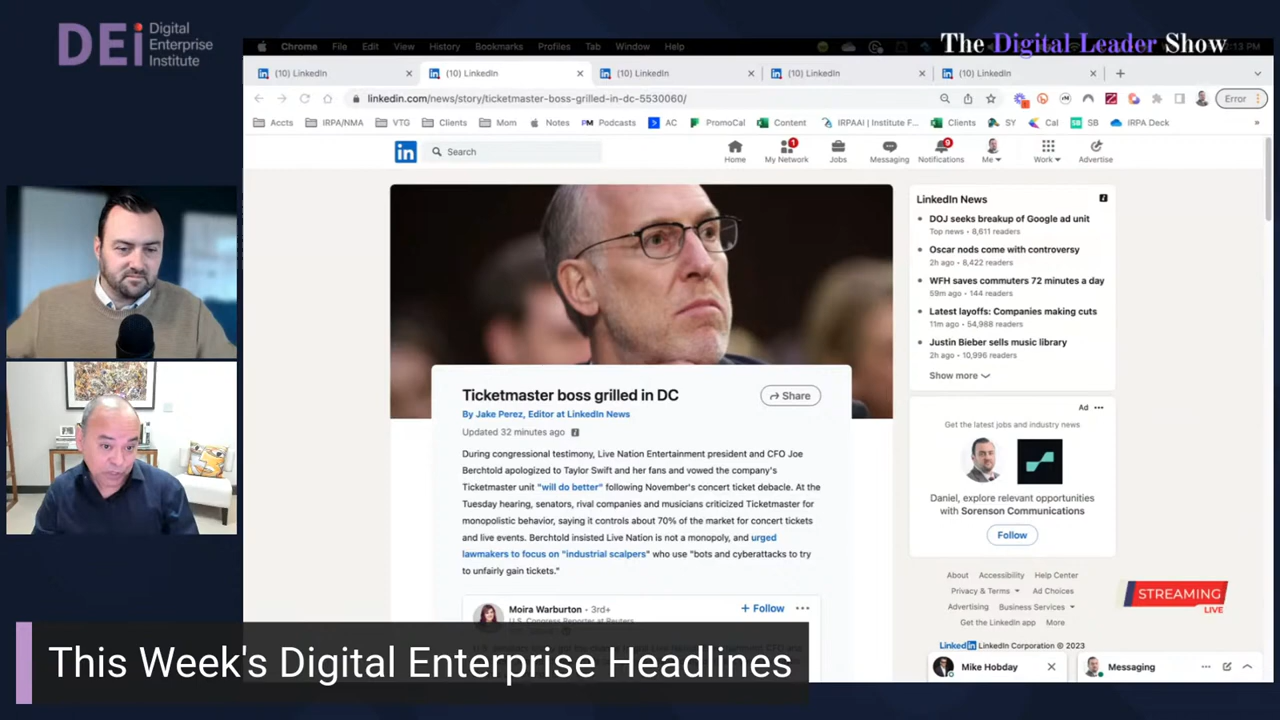 DEi Digital
Enterprise
Institute
The Digital Leader Show
Chrome File Edit View History Bookmarks Profiles Tab Window Help
2:13 PM
(10) LinkedIn
(10) LinkedIn
(10) LinkedIn
(10) LinkedIn
(10) LinkedIn
linkedin.com/news/story/ticketmaster-boss-grilled-in-dc-5530060/
Error
Accts IRPA/NMA VTG Clients Mom Notes PM Podcasts AC PromoCal Content IRPAAI | Institute F... Clients SY Cal SB SB IRPA Deck »
in
Search
1
9
Home My Network Jobs Messaging Notifications Me Work Advertise
LinkedIn News
DOJ seeks breakup of Google ad unit
Top news • 8,611 readers
Oscar nods come with controversy
2h ago • 8,422 readers
WFH saves commuters 72 minutes a day
59m ago • 144 readers
Latest layoffs: Companies making cuts
11m ago • 54,988 readers
Justin Bieber sells music library
2h ago • 10,996 readers
Show more
Ticketmaster boss grilled in DC
Share
By Jake Perez, Editor at LinkedIn News
Updated 32 minutes ago
During congressional testimony, Live Nation Entertainment president and CFO Joe
Berchtold apologized to Taylor Swift and her fans and vowed the company's
Ticketmaster unit "will do better" following November's concert ticket debacle. At the
Tuesday hearing, senators, rival companies and musicians criticized Ticketmaster for
monopolistic behavior, saying it controls about 70% of the market for concert tickets
and live events. Berchtold insisted Live Nation is not a monopoly, and urged
lawmakers to focus on "industrial scalpers" who use "bots and cyberattacks to try
to unfairly gain tickets."
Moira Warburton • 3rd+
U.S. Congress Reporter at Reuters
+ Follow
Ad •••
Get the latest jobs and industry news
Daniel, explore relevant opportunities
with Sorenson Communications
Follow
About Accessibility Help Center
Privacy & Terms Ad Choices
Advertising Business Services
Get the LinkedIn app More
LinkedIn LinkedIn Corporation © 2023
STREAMING
LIVE
Mike Hobday
Messaging
This Week's Digital Enterprise Headlines